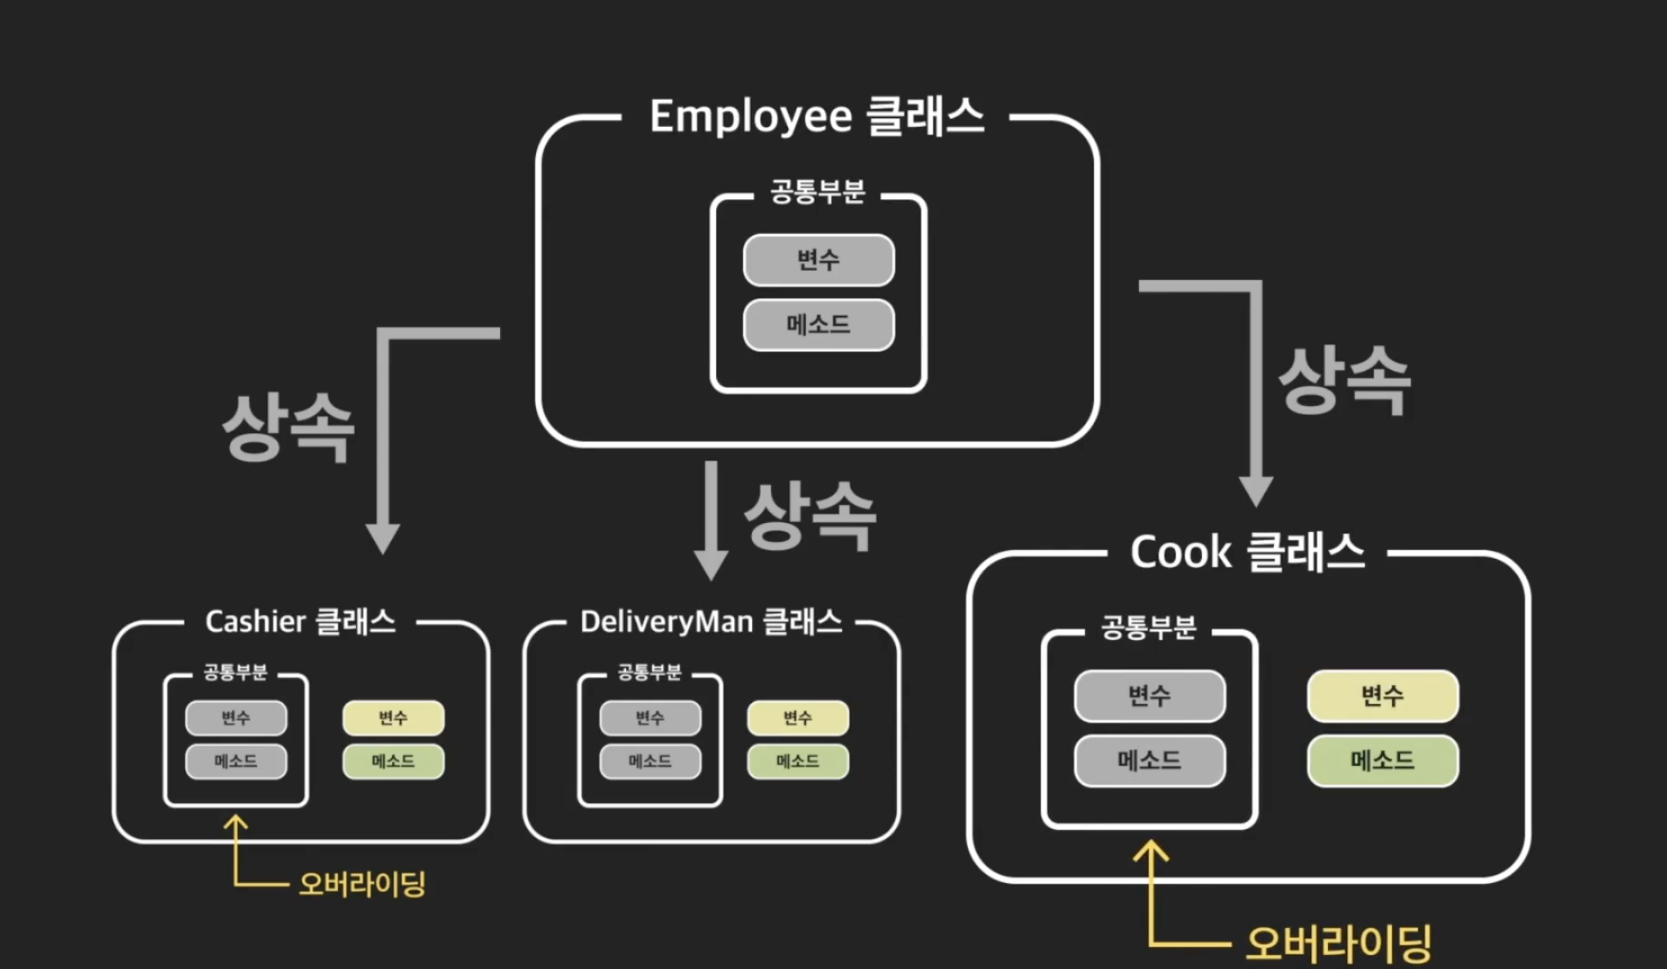 Employee 클래스
공통부분
변수
메소드
상속
상속
상속
Cashier 클래스
공통부분
변수
메소드
변수
메소드
오버라이딩
DeliveryMan 클래스
공통부분
변수
메소드
변수
메소드
Cook 클래스
공통부분
변수
메소드
변수
메소드
오버라이딩